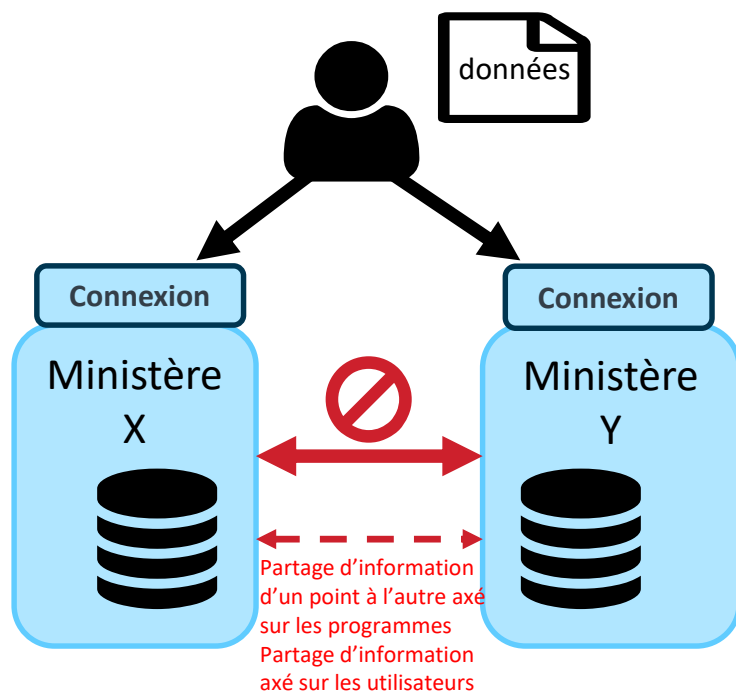 données
Connexion
Connexion
Ministère
X
Ministère
Y
Partage d’information
d’un point à l’autre axé
sur les programmes
Partage d’information
axé sur les utilisateurs